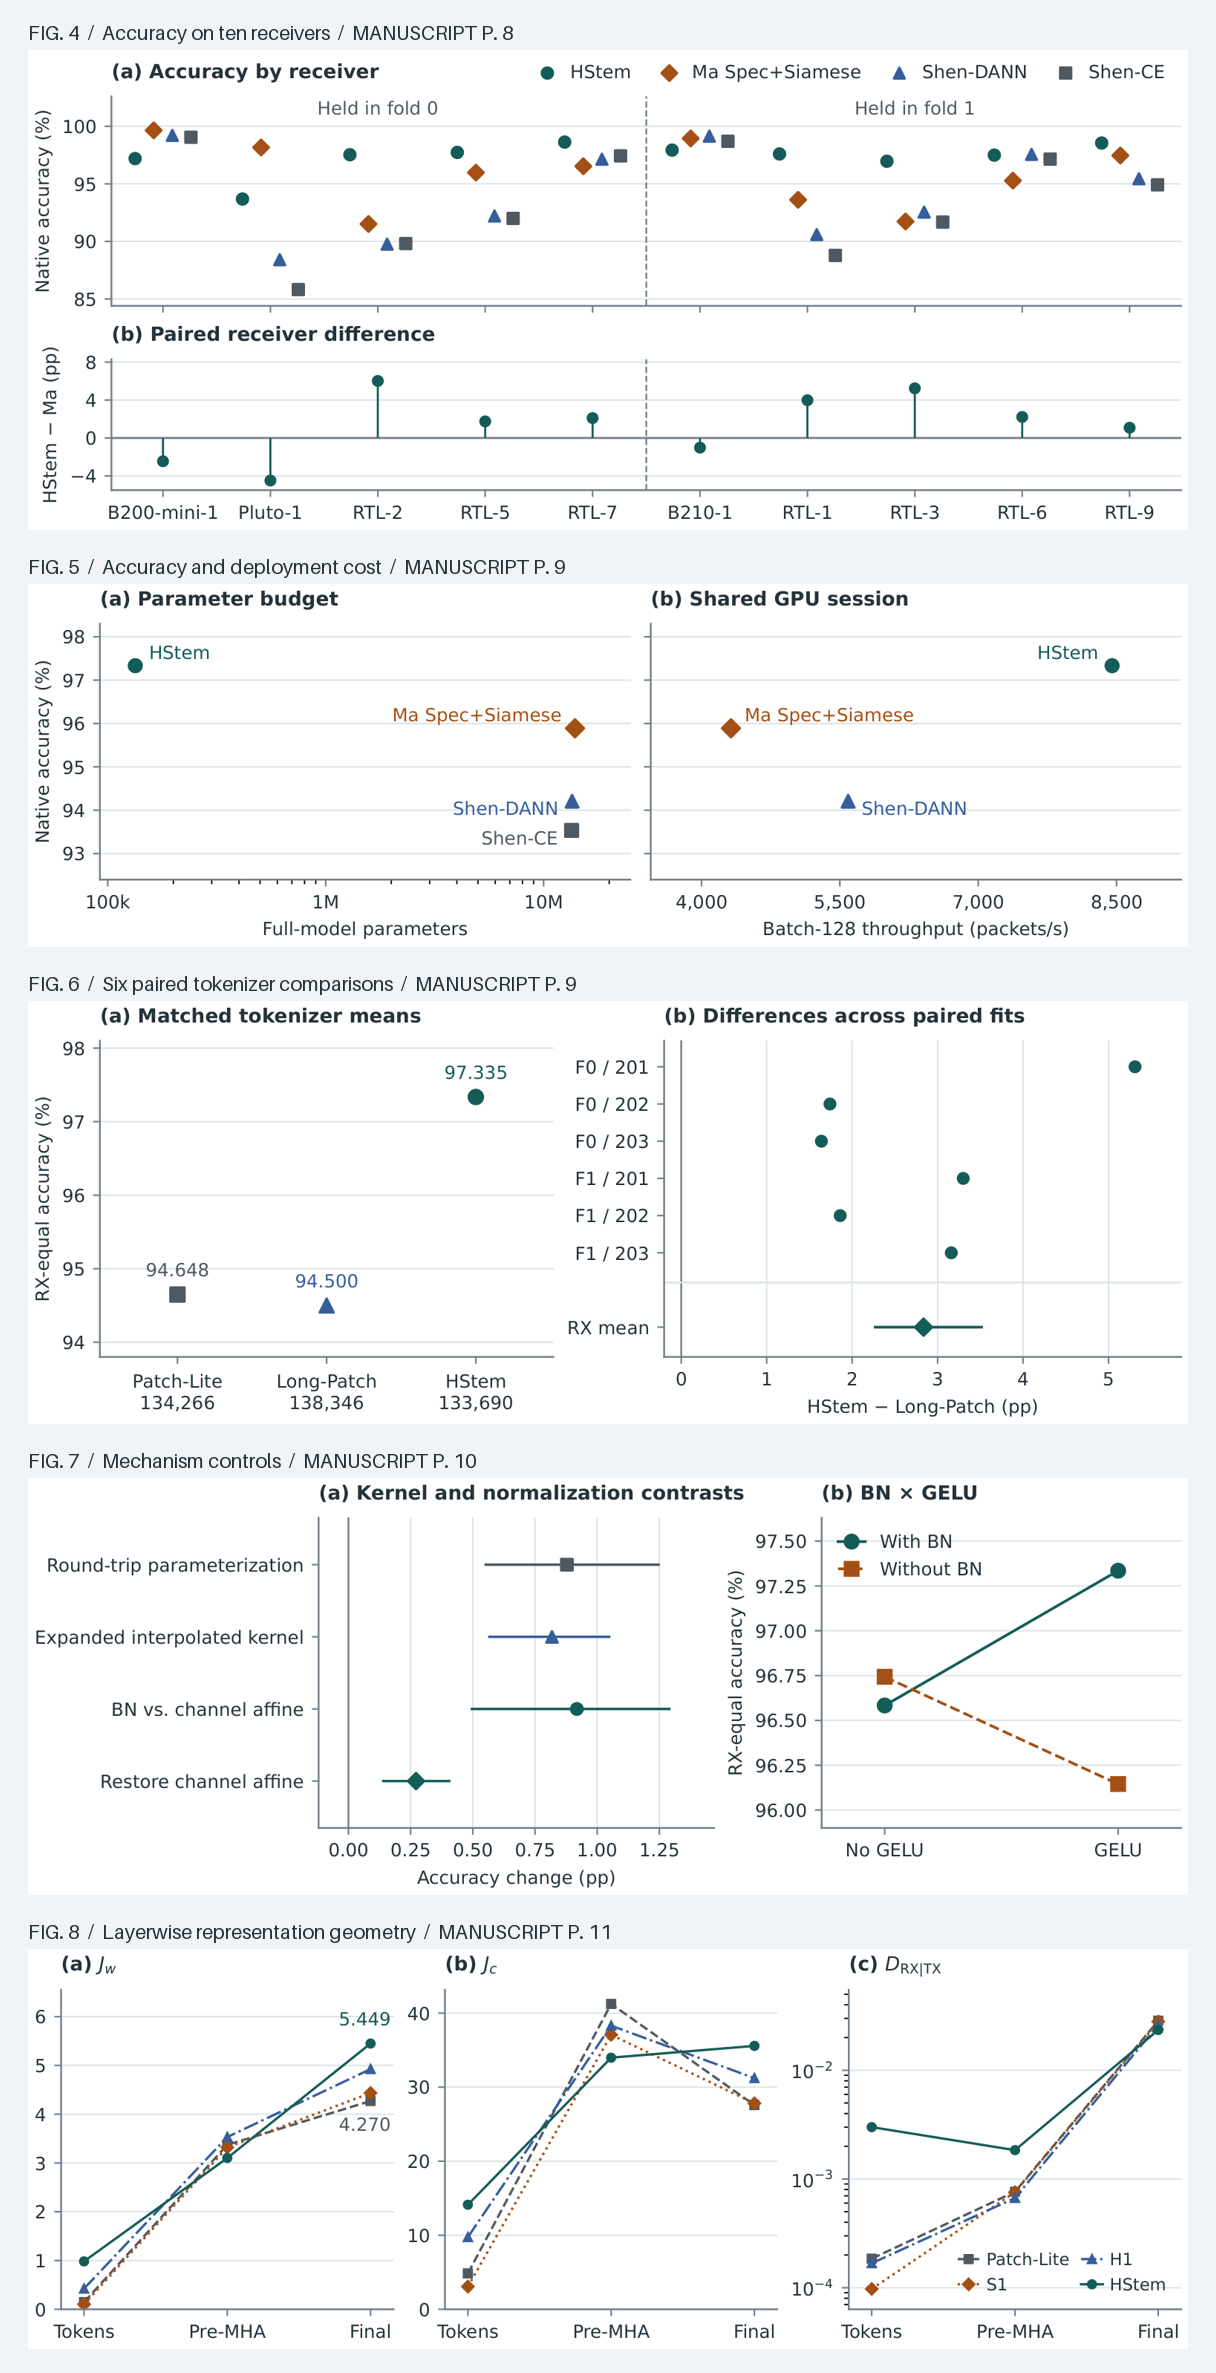 FIG. 4 / Accuracy on ten receivers / MANUSCRIPT P. 8
(a) Accuracy by receiver
HStem
Ma Spec+Siamese
Shen-DANN
Shen-CE
Held in fold 0
Held in fold 1
Native accuracy (%)
100
95
90
85
(b) Paired receiver difference
HStem − Ma (pp)
8
4
0
−4
B200-mini-1 Pluto-1 RTL-2 RTL-5 RTL-7 B210-1 RTL-1 RTL-3 RTL-6 RTL-9
FIG. 5 / Accuracy and deployment cost / MANUSCRIPT P. 9
(a) Parameter budget
Native accuracy (%)
98
97
96
95
94
93
HStem
Ma Spec+Siamese
Shen-DANN
Shen-CE
100k 1M 10M
Full-model parameters
(b) Shared GPU session
HStem
Ma Spec+Siamese
Shen-DANN
4,000 5,500 7,000 8,500
Batch-128 throughput (packets/s)
FIG. 6 / Six paired tokenizer comparisons / MANUSCRIPT P. 9
(a) Matched tokenizer means
RX-equal accuracy (%)
98
97
96
95
94
97.335
94.648
94.500
Patch-Lite Long-Patch HStem
134,266 138,346 133,690
(b) Differences across paired fits
F0 / 201
F0 / 202
F0 / 203
F1 / 201
F1 / 202
F1 / 203
RX mean
0 1 2 3 4 5
HStem − Long-Patch (pp)
FIG. 7 / Mechanism controls / MANUSCRIPT P. 10
(a) Kernel and normalization contrasts
Round-trip parameterization
Expanded interpolated kernel
BN vs. channel affine
Restore channel affine
0.00 0.25 0.50 0.75 1.00 1.25
Accuracy change (pp)
(b) BN × GELU
With BN
Without BN
RX-equal accuracy (%)
97.50
97.25
97.00
96.75
96.50
96.25
96.00
No GELU GELU
FIG. 8 / Layerwise representation geometry / MANUSCRIPT P. 11
(a) Jw
6
5
4
3
2
1
0
5.449
4.270
Tokens Pre-MHA Final
(b) Jc
40
30
20
10
0
Tokens Pre-MHA Final
(c) DRX|TX
10−2
10−3
10−4
Patch-Lite
H1
S1
HStem
Tokens Pre-MHA Final